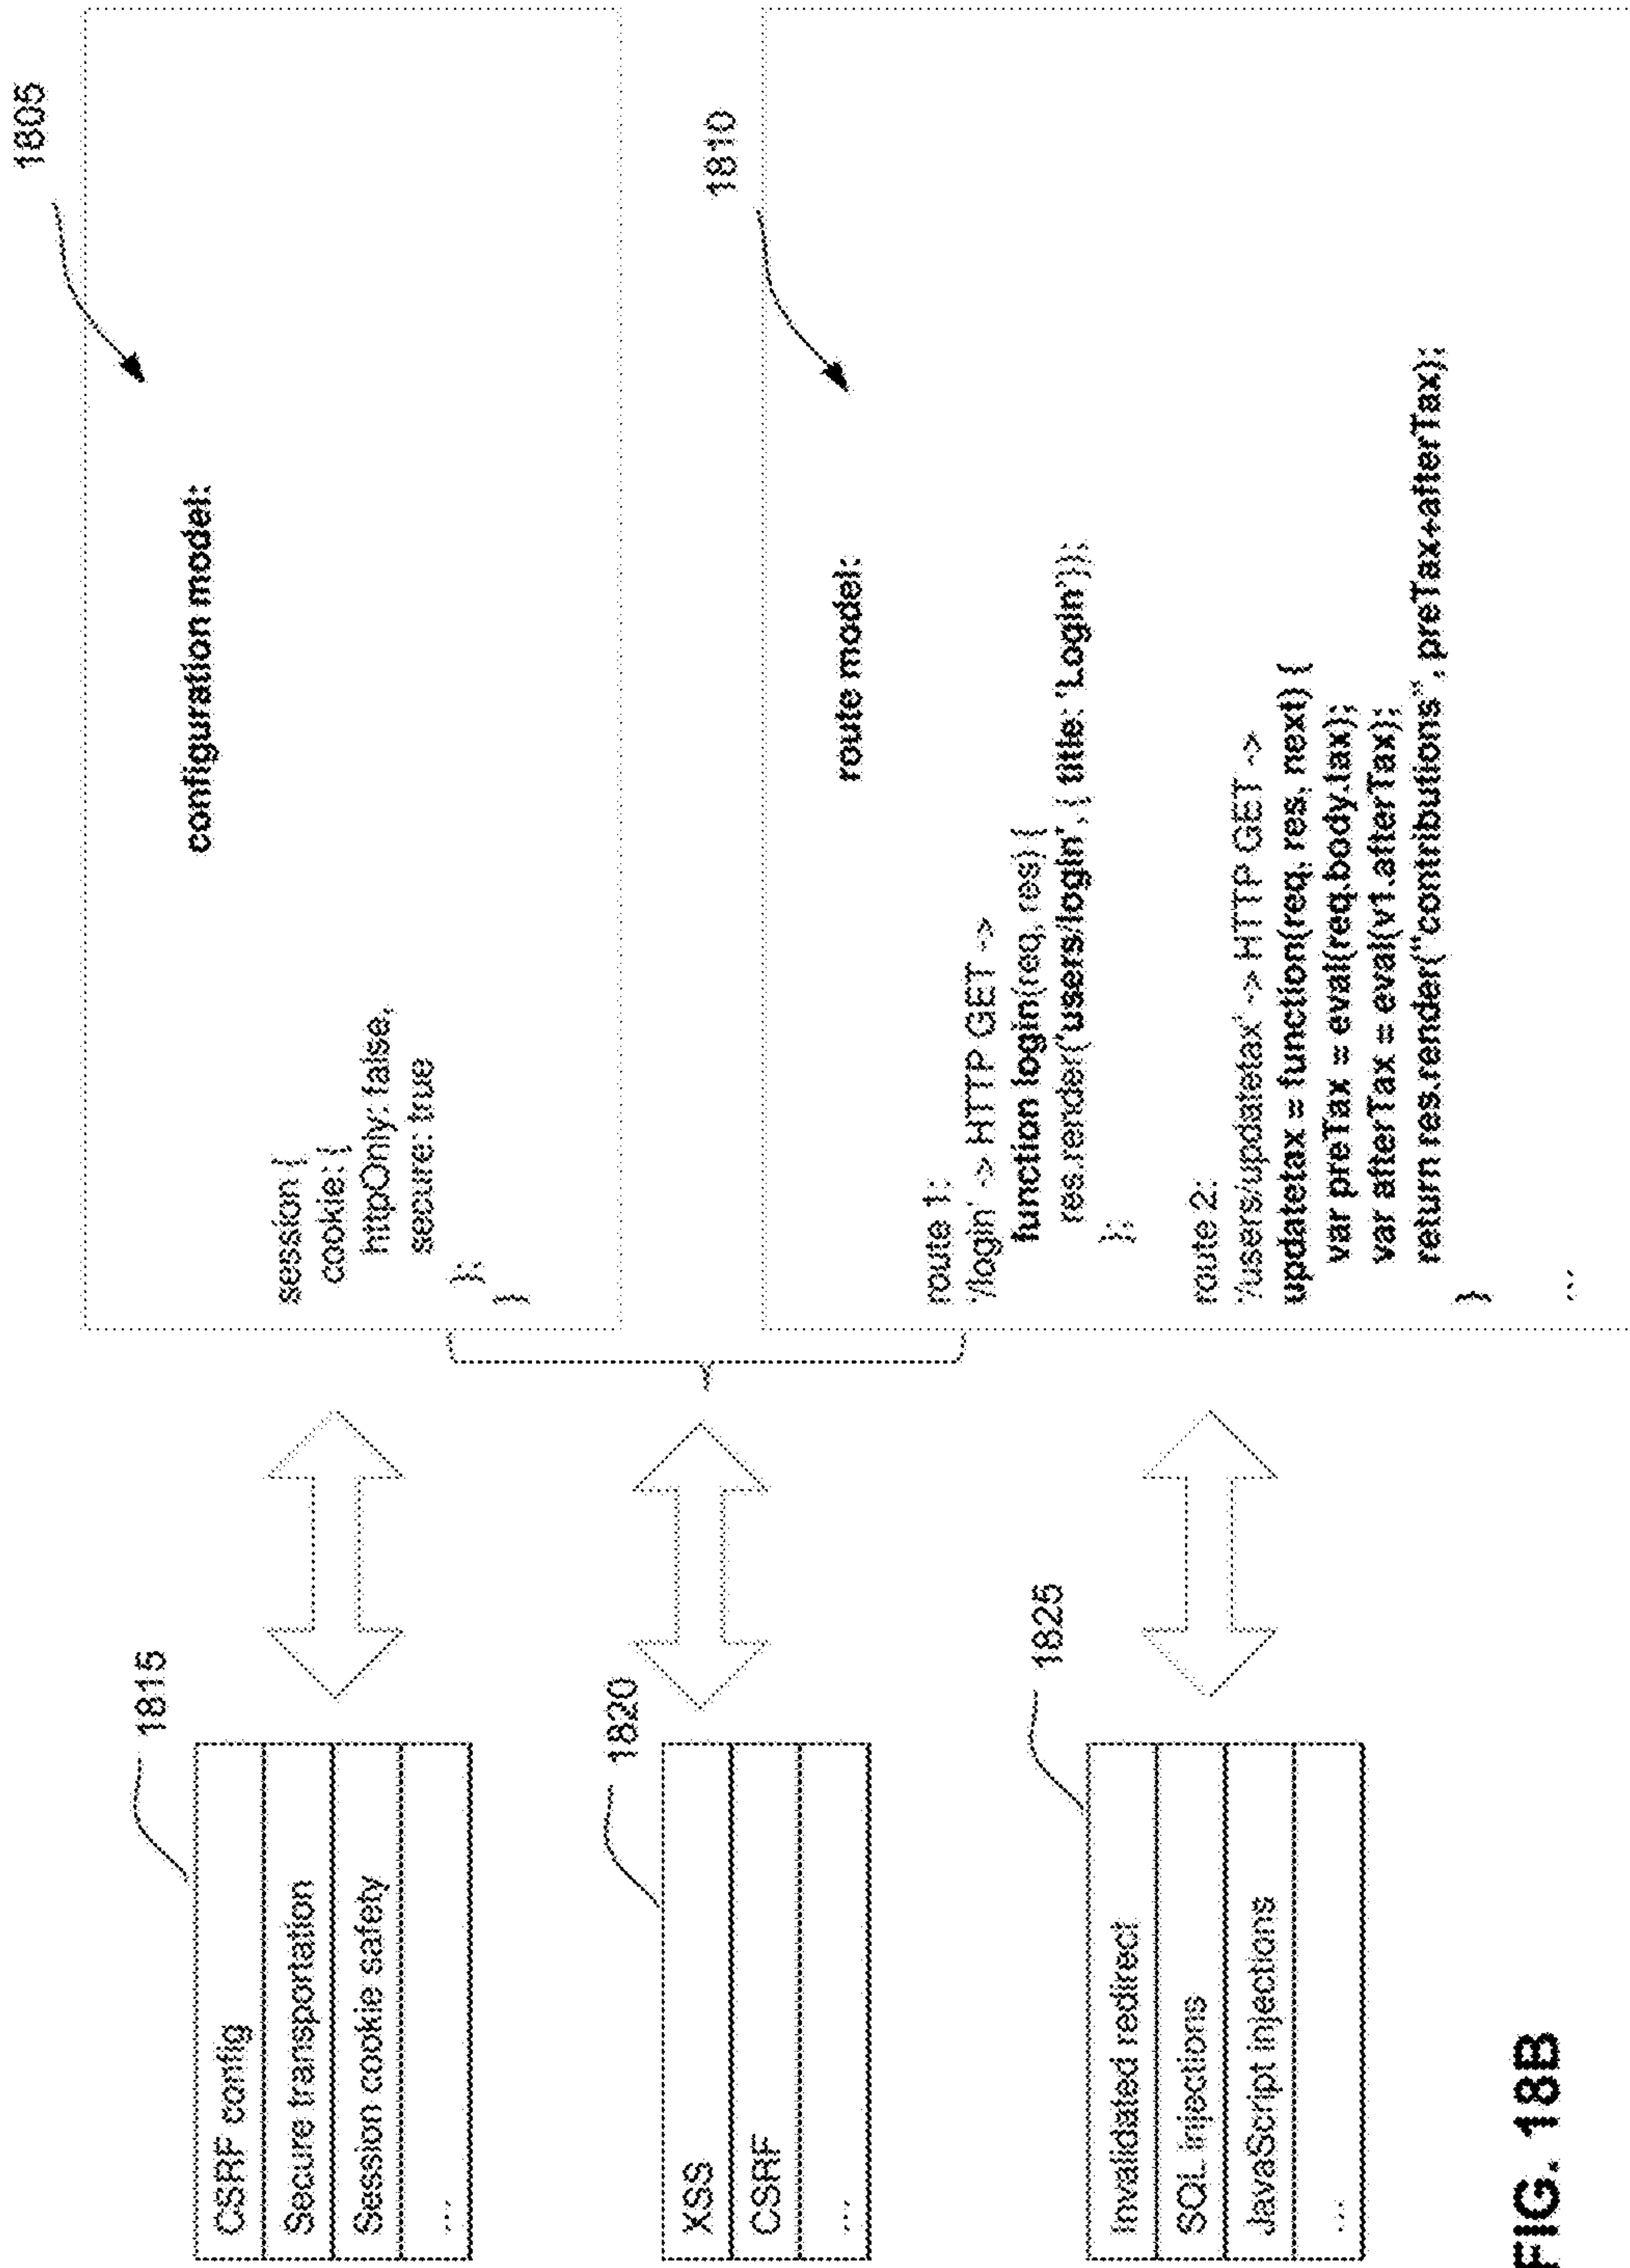 1815
CSRF config
Secure transportation
Session cookie safety
...
1820
XSS
CSRF
...
1825
Invalidated redirect
SQL injections
JavaScript injections
...
1805
configuration model:
session {
cookie: {
httpOnly: false,
secure: true
};
}
1810
route model:
route 1:
'/login' -> HTTP GET ->
function login(req, res) {
res.render('users/login', { title: 'Login'});
};
route 2:
'/users/updatetax' -> HTTP GET ->
updatetax = function(req, res, next) {
var preTax = eval(req.body.tax);
var afterTax = eval(v1.afterTax);
return res.render("contributions", preTax+afterTax);
}
...
FIG. 18B